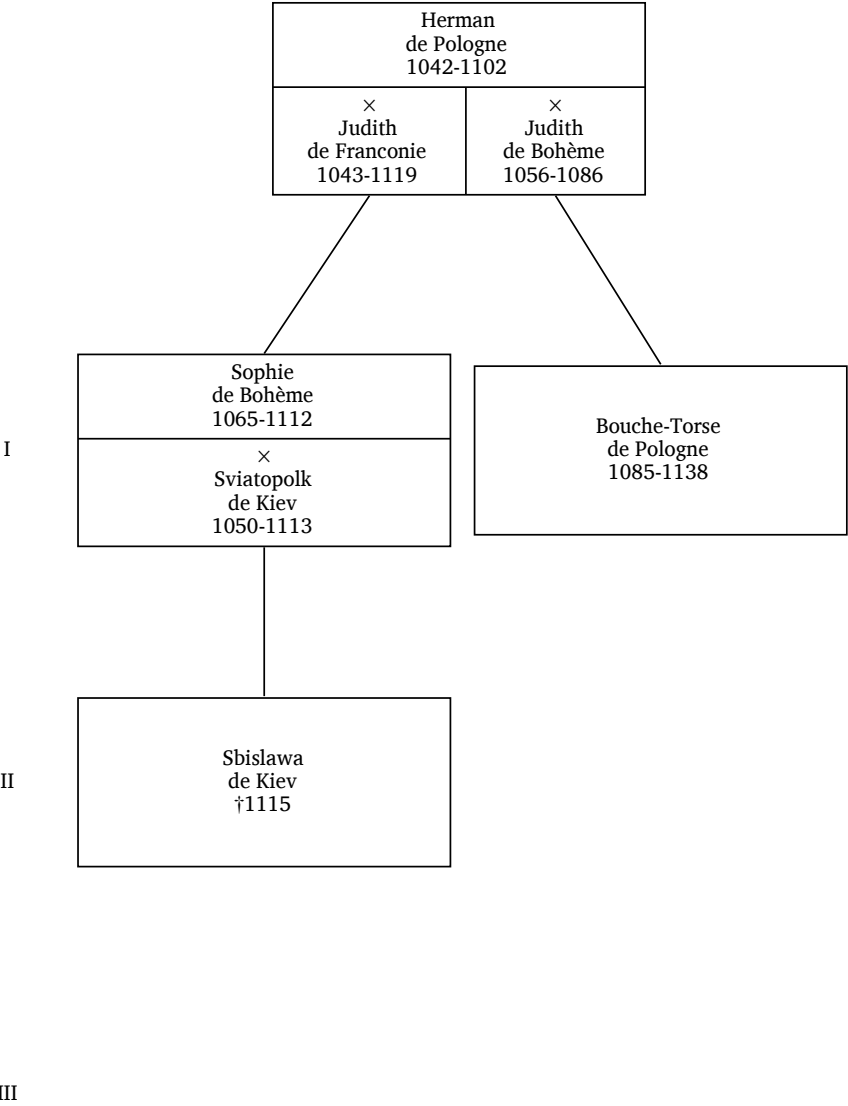 Herman
de Pologne
1042-1102
×
Judith
de Franconie
1043-1119
×
Judith
de Bohème
1056-1086
Sophie
de Bohème
1065-1112
×
Sviatopolk
de Kiev
1050-1113
I
Bouche-Torse
de Pologne
1085-1138
Sbislawa
de Kiev
†1115
II
III